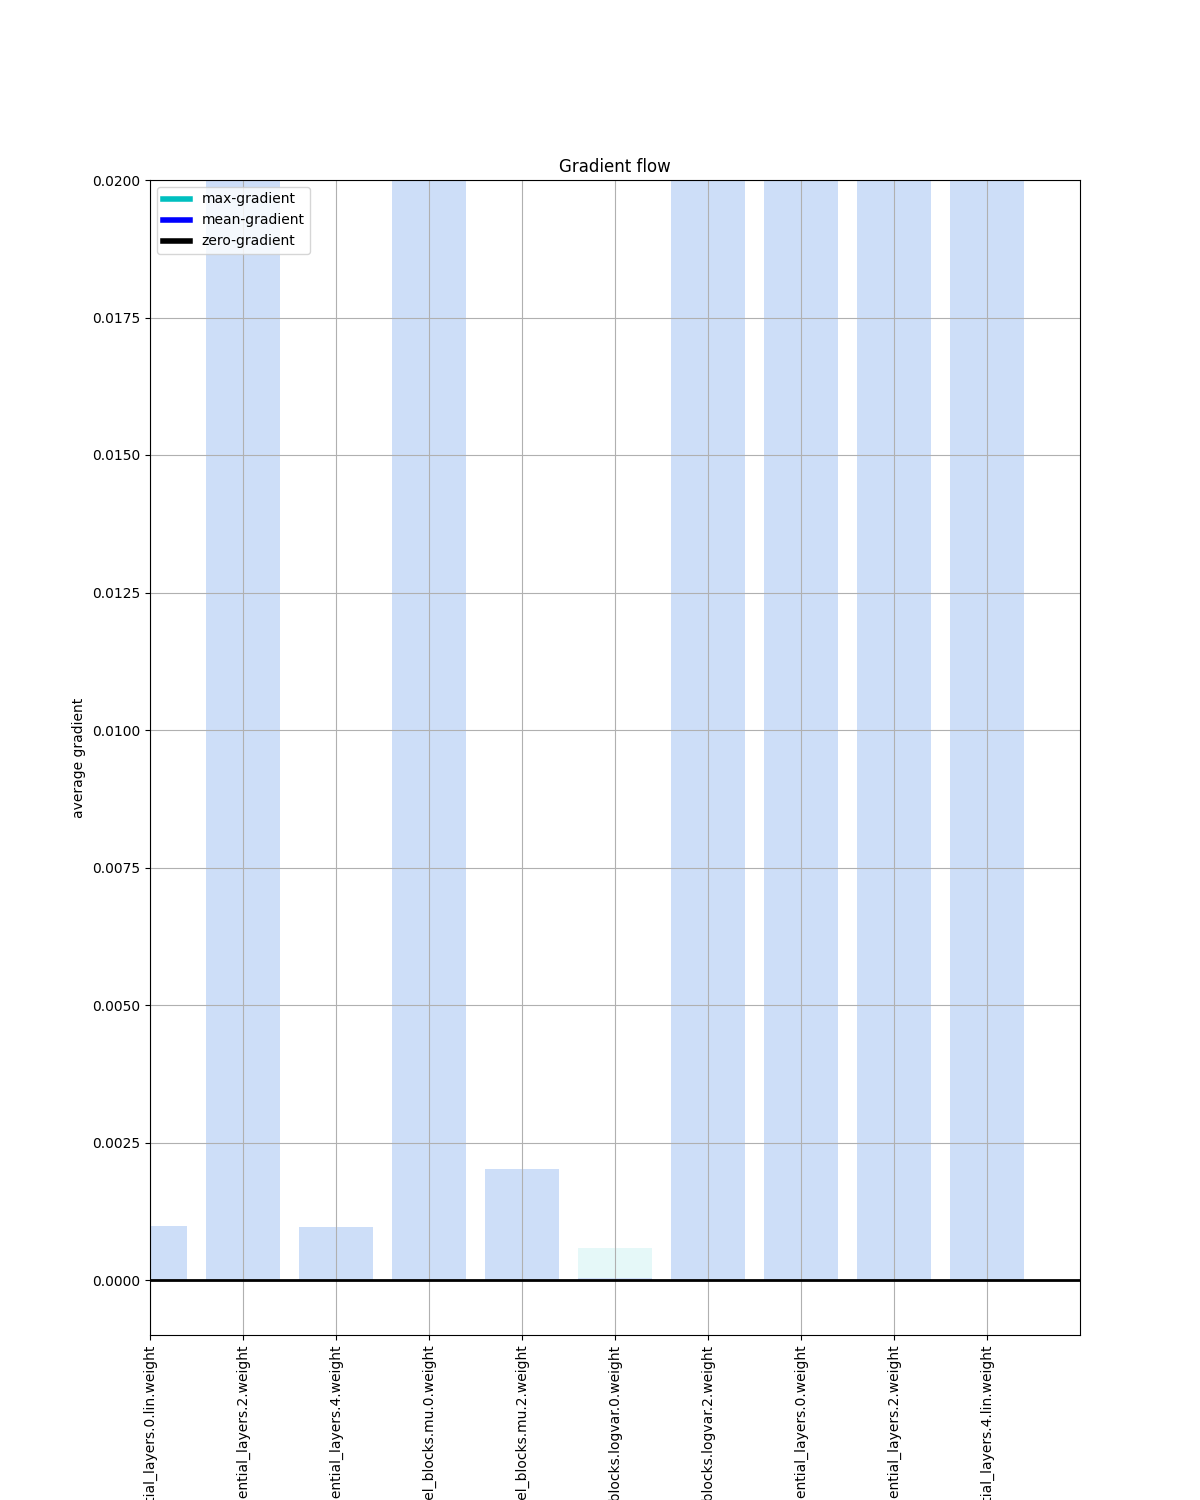 Gradient flow
max-gradient
mean-gradient
zero-gradient
0.0200
0.0175
0.0150
0.0125
0.0100
0.0075
0.0050
0.0025
0.0000
average gradient
tial_layers.0.lin.weight
ential_layers.2.weight
ential_layers.4.weight
el_blocks.mu.0.weight
el_blocks.mu.2.weight
blocks.logvar.0.weight
blocks.logvar.2.weight
ential_layers.0.weight
ential_layers.2.weight
tial_layers.4.lin.weight